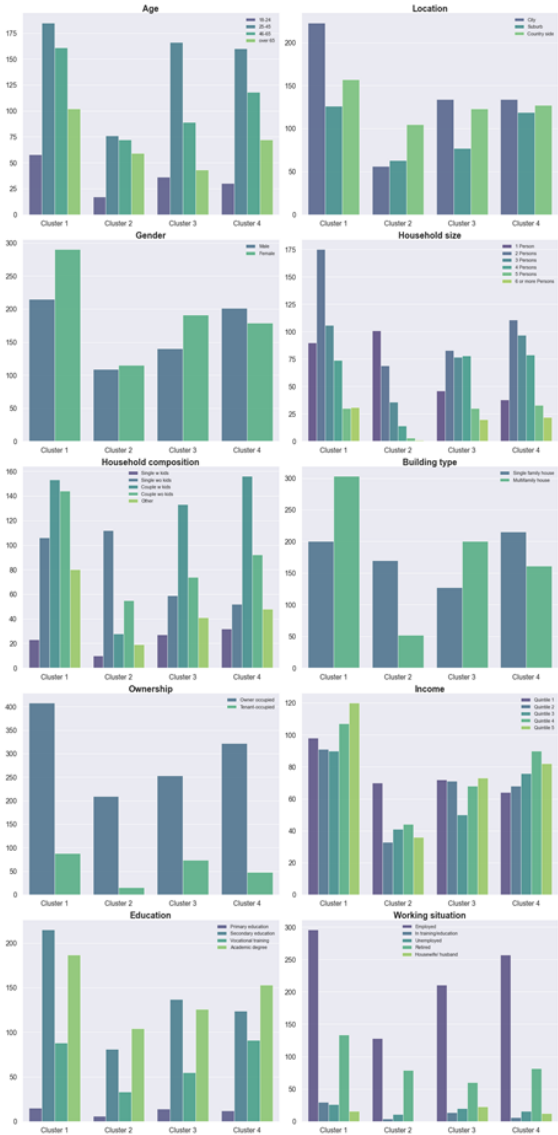 Age
18-24
25-45
46-65
over 65
175
150
125
100
75
50
25
0
Cluster 1 Cluster 2 Cluster 3 Cluster 4
Location
City
Suburb
Country side
200
150
100
50
0
Cluster 1 Cluster 2 Cluster 3 Cluster 4
Gender
Male
Female
300
250
200
150
100
50
0
Cluster 1 Cluster 2 Cluster 3 Cluster 4
Household size
1 Person
2 Persons
3 Persons
4 Persons
5 Persons
6 or more Persons
175
150
125
100
75
50
25
0
Cluster 1 Cluster 2 Cluster 3 Cluster 4
Household composition
Single w kids
Single wo kids
Couple w kids
Couple wo kids
Other
160
140
120
100
80
60
40
20
0
Cluster 1 Cluster 2 Cluster 3 Cluster 4
Building type
Single family house
Multifamily house
300
250
200
150
100
50
0
Cluster 1 Cluster 2 Cluster 3 Cluster 4
Ownership
Owner occupied
Tenant-occupied
400
350
300
250
200
150
100
50
0
Cluster 1 Cluster 2 Cluster 3 Cluster 4
Income
Quintile 1
Quintile 2
Quintile 3
Quintile 4
Quintile 5
120
100
80
60
40
20
0
Cluster 1 Cluster 2 Cluster 3 Cluster 4
Education
Primary education
Secondary education
Vocational training
Academic degree
200
150
100
50
0
Cluster 1 Cluster 2 Cluster 3 Cluster 4
Working situation
Employed
In training/education
Unemployed
Retired
Housewife/ husband
300
250
200
150
100
50
0
Cluster 1 Cluster 2 Cluster 3 Cluster 4